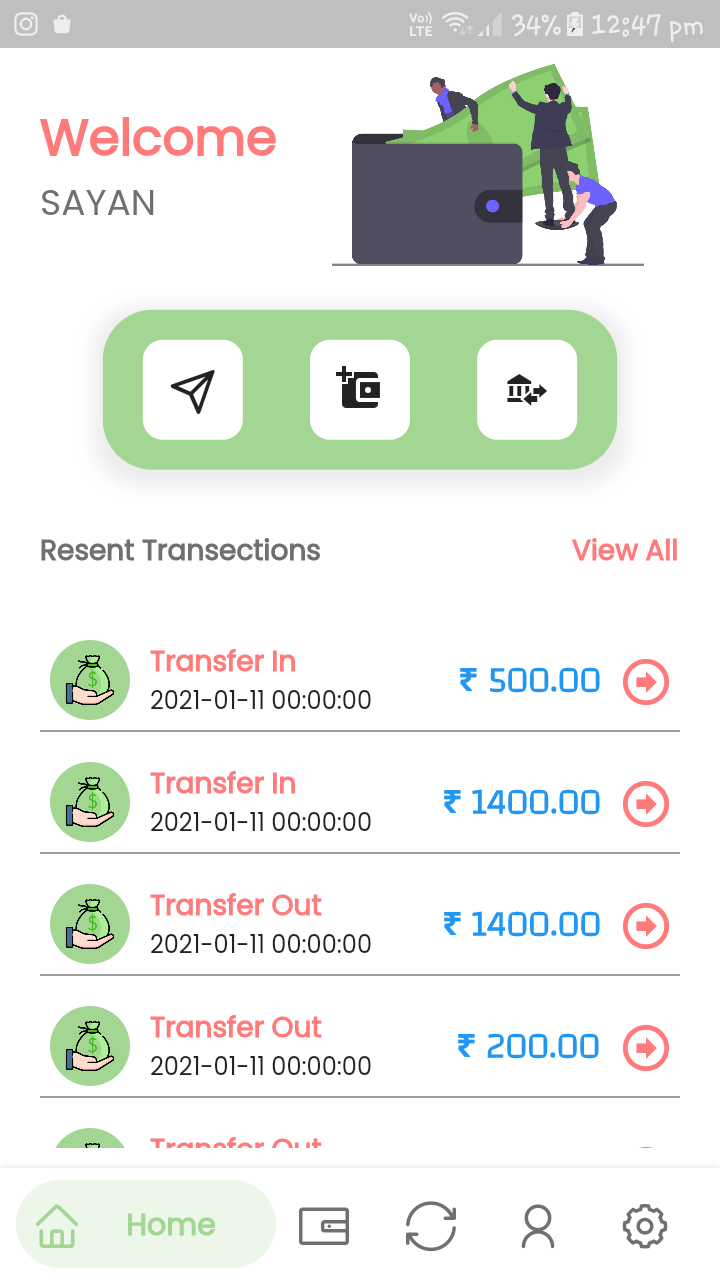 Vo)) LTE 34% 12:47 pm
Welcome
SAYAN
Resent Transections View All
Transfer In
2021-01-11 00:00:00
₹ 500.00
Transfer In
2021-01-11 00:00:00
₹ 1400.00
Transfer Out
2021-01-11 00:00:00
₹ 1400.00
Transfer Out
2021-01-11 00:00:00
₹ 200.00
Transfer Out
Home